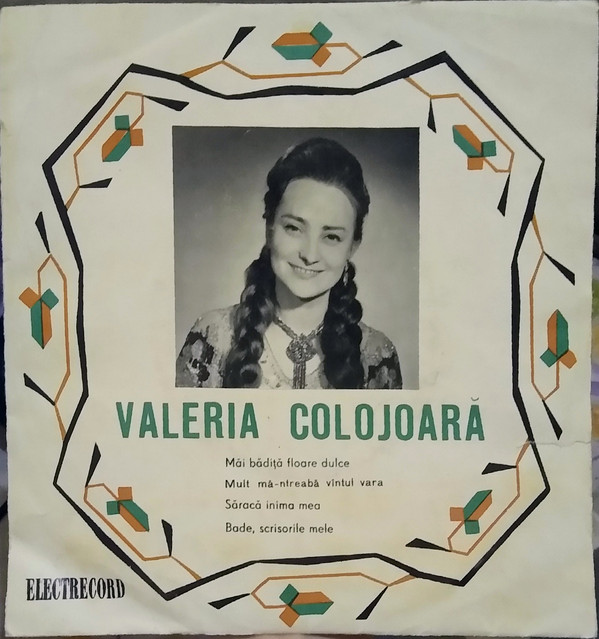 VALERIA COLOJOARĂ
Măi bădiță floare dulce
Mult mă-ntreabă vîntul vara
Săracă inima mea
Bade, scrisorile mele
ELECTRECORD